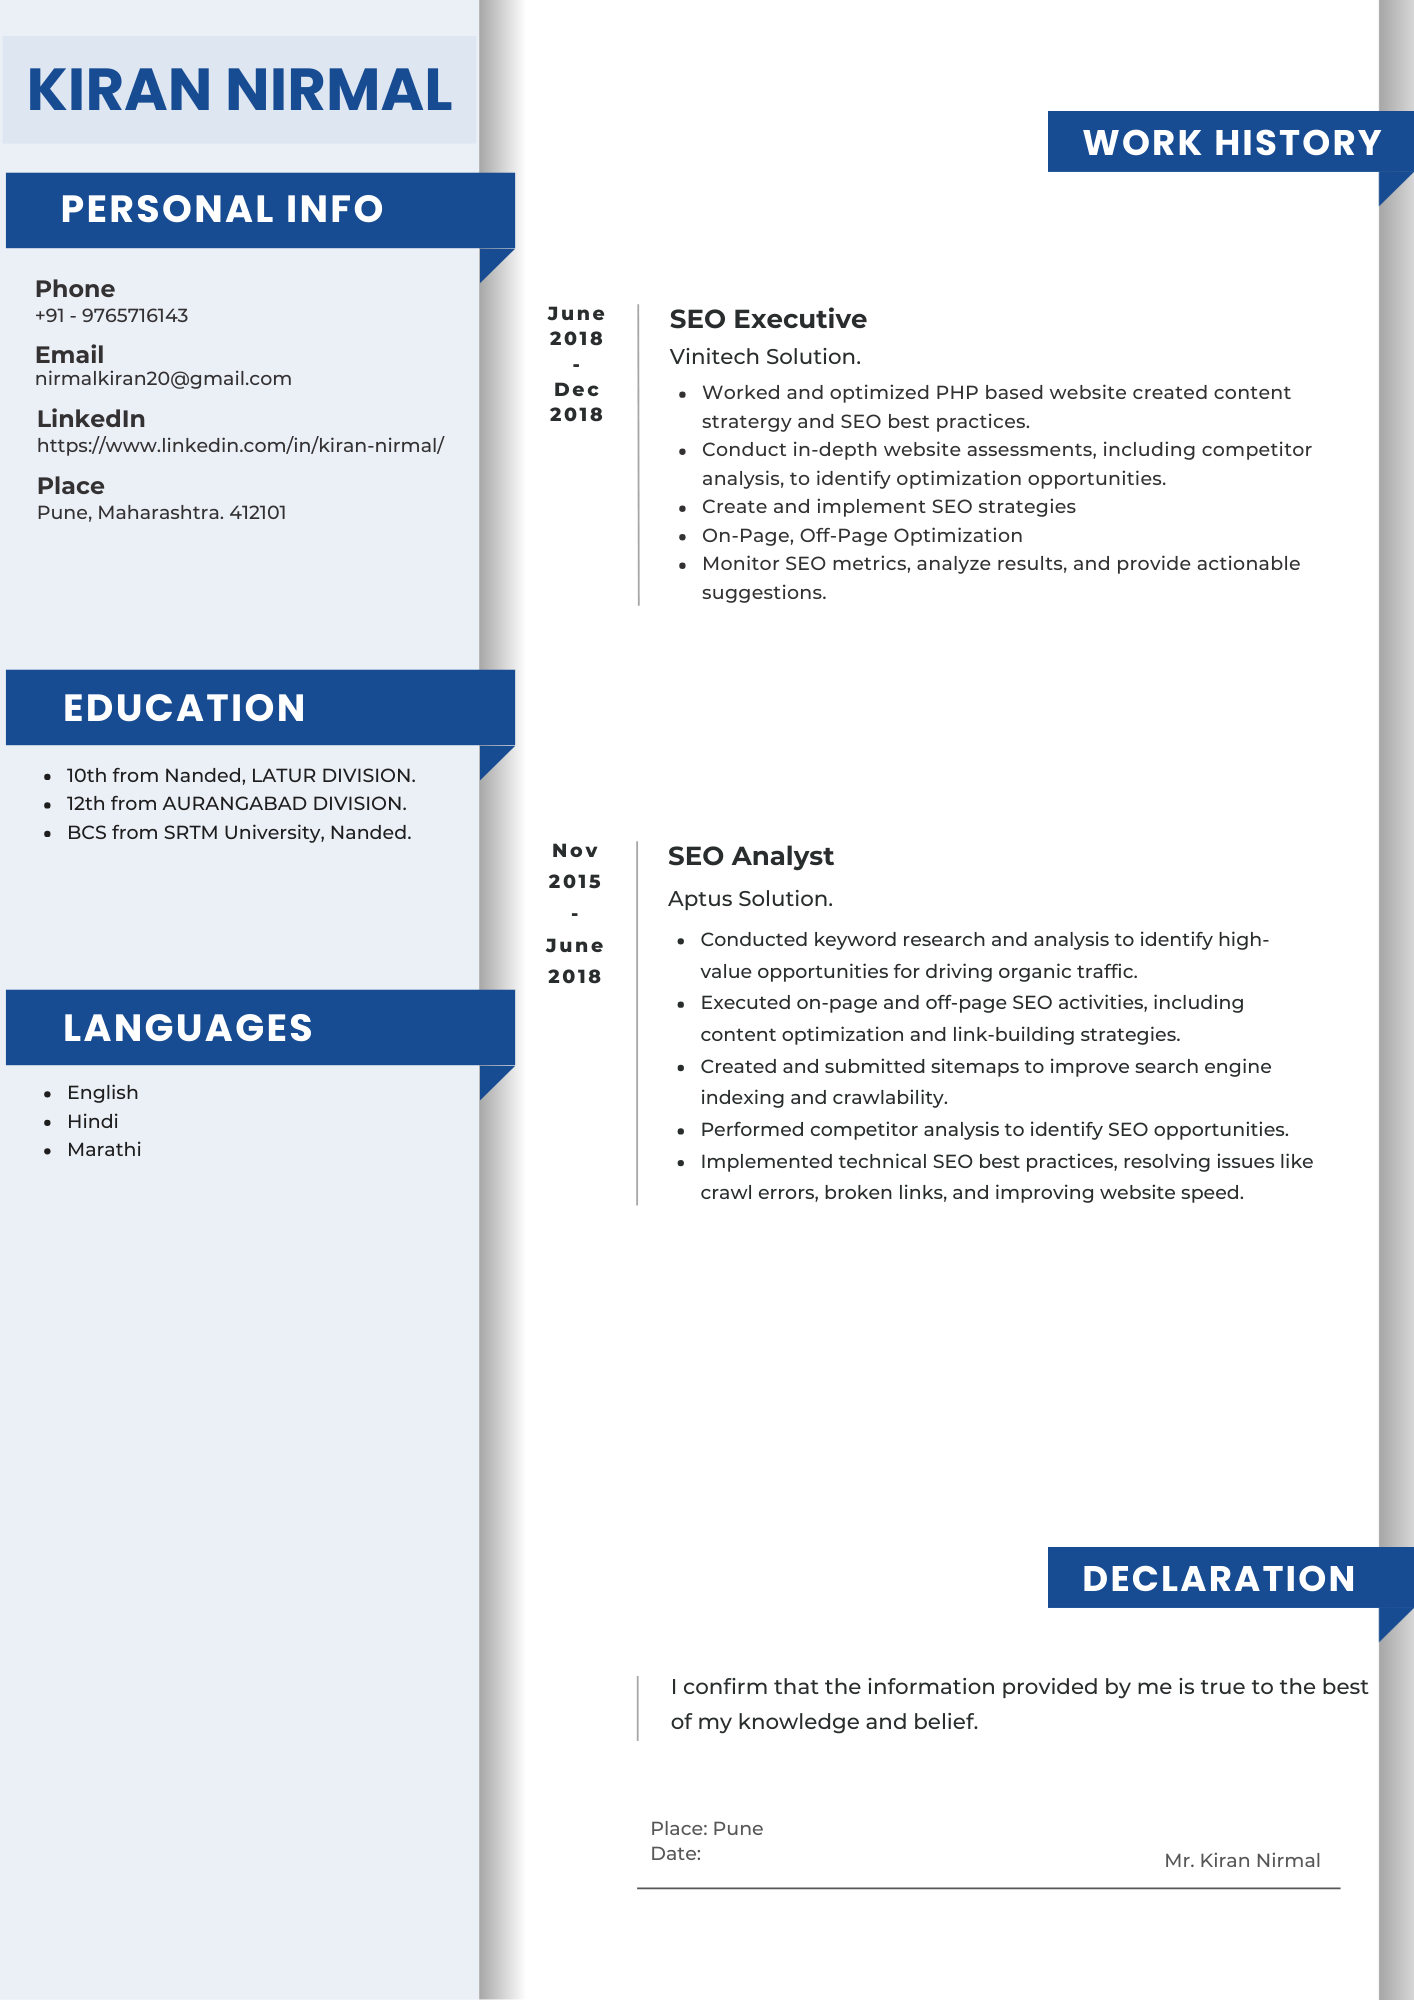 KIRAN NIRMAL
PERSONAL INFO
Phone
+91 - 9765716143
Email
nirmalkiran20@gmail.com
LinkedIn
https://www.linkedin.com/in/kiran-nirmal/
Place
Pune, Maharashtra. 412101
EDUCATION
• 10th from Nanded, LATUR DIVISION.
• 12th from AURANGABAD DIVISION.
• BCS from SRTM University, Nanded.
LANGUAGES
• English
• Hindi
• Marathi
WORK HISTORY
June
2018
-
Dec
2018
SEO Executive
Vinitech Solution.
• Worked and optimized PHP based website created content
stratergy and SEO best practices.
• Conduct in-depth website assessments, including competitor
analysis, to identify optimization opportunities.
• Create and implement SEO strategies
• On-Page, Off-Page Optimization
• Monitor SEO metrics, analyze results, and provide actionable
suggestions.
Nov
2015
-
June
2018
SEO Analyst
Aptus Solution.
• Conducted keyword research and analysis to identify high-
value opportunities for driving organic traffic.
• Executed on-page and off-page SEO activities, including
content optimization and link-building strategies.
• Created and submitted sitemaps to improve search engine
indexing and crawlability.
• Performed competitor analysis to identify SEO opportunities.
• Implemented technical SEO best practices, resolving issues like
crawl errors, broken links, and improving website speed.
DECLARATION
I confirm that the information provided by me is true to the best
of my knowledge and belief.
Place: Pune
Date:
Mr. Kiran Nirmal